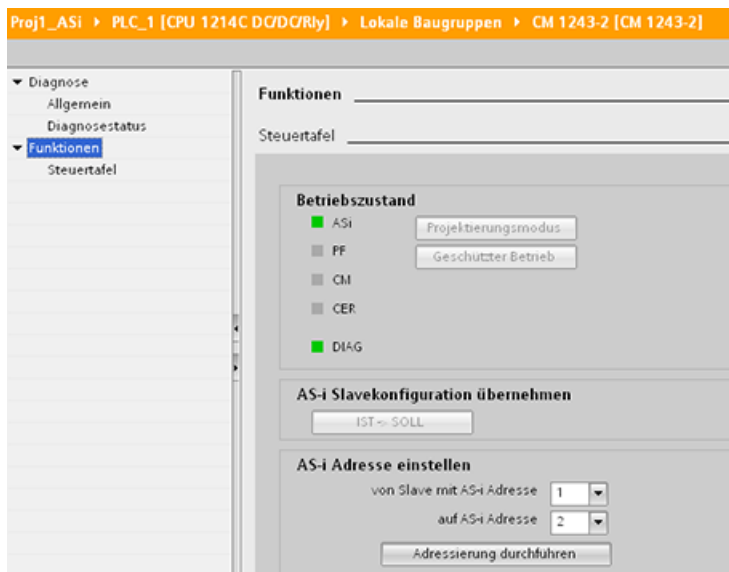 Proj1_ASi ▸ PLC_1 [CPU 1214C DC/DC/Rly] ▸ Lokale Baugruppen ▸ CM 1243-2 [CM 1243-2]
Diagnose
Allgemein
Diagnosestatus
Funktionen
Steuertafel
Funktionen
Steuertafel
Betriebszustand
ASi
Projektierungsmodus
PF
Geschützter Betrieb
CM
CER
DIAG
AS-i Slavekonfiguration übernehmen
IST -> SOLL
AS-i Adresse einstellen
von Slave mit AS-i Adresse 1
auf AS-i Adresse 2
Adressierung durchführen